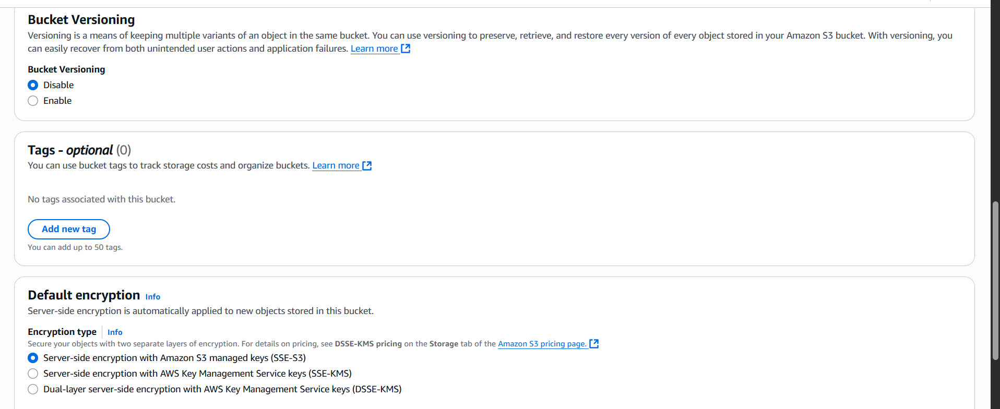 Bucket Versioning
Versioning is a means of keeping multiple variants of an object in the same bucket. You can use versioning to preserve, retrieve, and restore every version of every object stored in your Amazon S3 bucket. With versioning, you
can easily recover from both unintended user actions and application failures. Learn more
Bucket Versioning
Disable
Enable
Tags - optional (0)
You can use bucket tags to track storage costs and organize buckets. Learn more
No tags associated with this bucket.
Add new tag
You can add up to 50 tags.
Default encryption Info
Server-side encryption is automatically applied to new objects stored in this bucket.
Encryption type Info
Secure your objects with two separate layers of encryption. For details on pricing, see DSSE-KMS pricing on the Storage tab of the Amazon S3 pricing page.
Server-side encryption with Amazon S3 managed keys (SSE-S3)
Server-side encryption with AWS Key Management Service keys (SSE-KMS)
Dual-layer server-side encryption with AWS Key Management Service keys (DSSE-KMS)